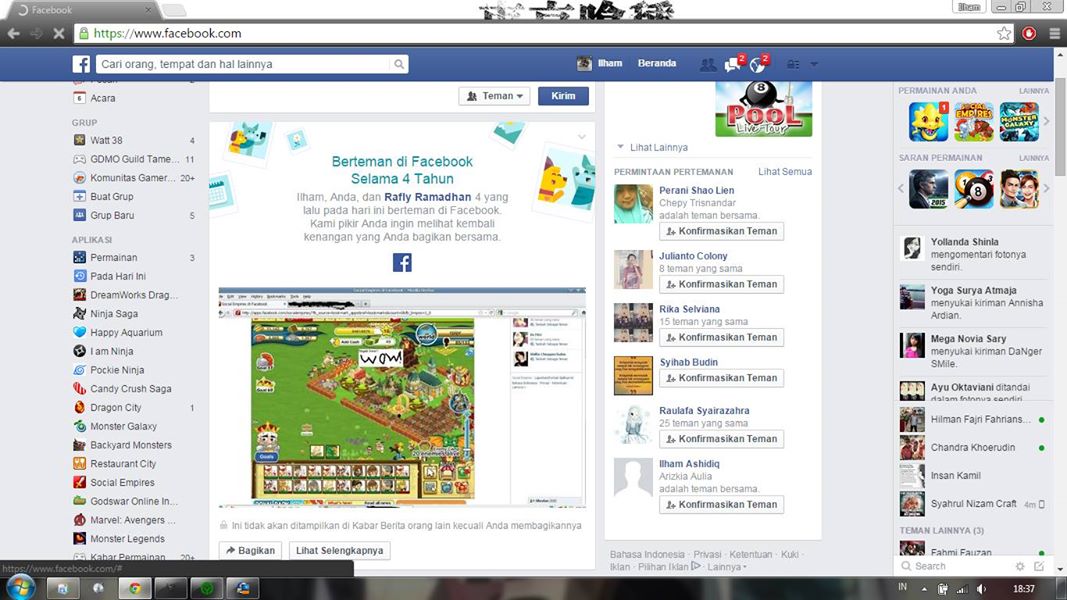 Facebook
Ilham
https://www.facebook.com
Cari orang, tempat dan hal lainnya
Ilham
Beranda
2
2
Acara
GRUP
Watt 38 4
GDMO Guild Tame... 11
Komunitas Gamer... 20+
Buat Grup
Grup Baru 5
APLIKASI
Permainan 3
Pada Hari Ini
DreamWorks Drag...
Ninja Saga
Happy Aquarium
I am Ninja
Pockie Ninja
Candy Crush Saga
Dragon City 1
Monster Galaxy
Backyard Monsters
Restaurant City
Social Empires
Godswar Online In...
Marvel: Avengers ...
Monster Legends
Kabar Permainan 20+
https://www.facebook.com/#
Teman
Kirim
Berteman di Facebook
Selama 4 Tahun
Ilham, Anda, dan Rafly Ramadhan 4 yang
lalu pada hari ini berteman di Facebook.
Kami pikir Anda ingin melihat kembali
kenangan yang Anda bagikan bersama.
WOW
Goals
Ini tidak akan ditampilkan di Kabar Berita orang lain kecuali Anda membagikannya
Bagikan
Lihat Selengkapnya
8
POOL
Live Tour
Lihat Lainnya
PERMINTAAN PERTEMANAN
Lihat Semua
Perani Shao Lien
Chepy Trisnandar
adalah teman bersama.
Konfirmasikan Teman
Julianto Colony
8 teman yang sama
Konfirmasikan Teman
Rika Selviana
15 teman yang sama
Konfirmasikan Teman
Syihab Budin
Konfirmasikan Teman
Raulafa Syairazahra
25 teman yang sama
Konfirmasikan Teman
Ilham Ashidiq
Arizkia Aulia
adalah teman bersama.
Konfirmasikan Teman
Bahasa Indonesia · Privasi · Ketentuan · Kuki ·
Iklan · Pilihan Iklan · Lainnya
PERMAINAN ANDA
LAINNYA
1
SOCIAL EMPIRES
MONSTER GALAXY
SARAN PERMAINAN
LAINNYA
2015
8
Yollanda Shinla
mengomentari fotonya
sendiri.
Yoga Surya Atmaja
menyukai kiriman Annisha
Ardian.
Mega Novia Sary
menyukai kiriman DaNger
SMile.
Ayu Oktaviani ditandai
dalam fotonya sendiri.
Hilman Fajri Fahrians...
Chandra Khoerudin
Insan Kamil
Syahrul Nizam Craft 4m
TEMAN LAINNYA (3)
Fahmi Fauzan
Search
IN
18:37